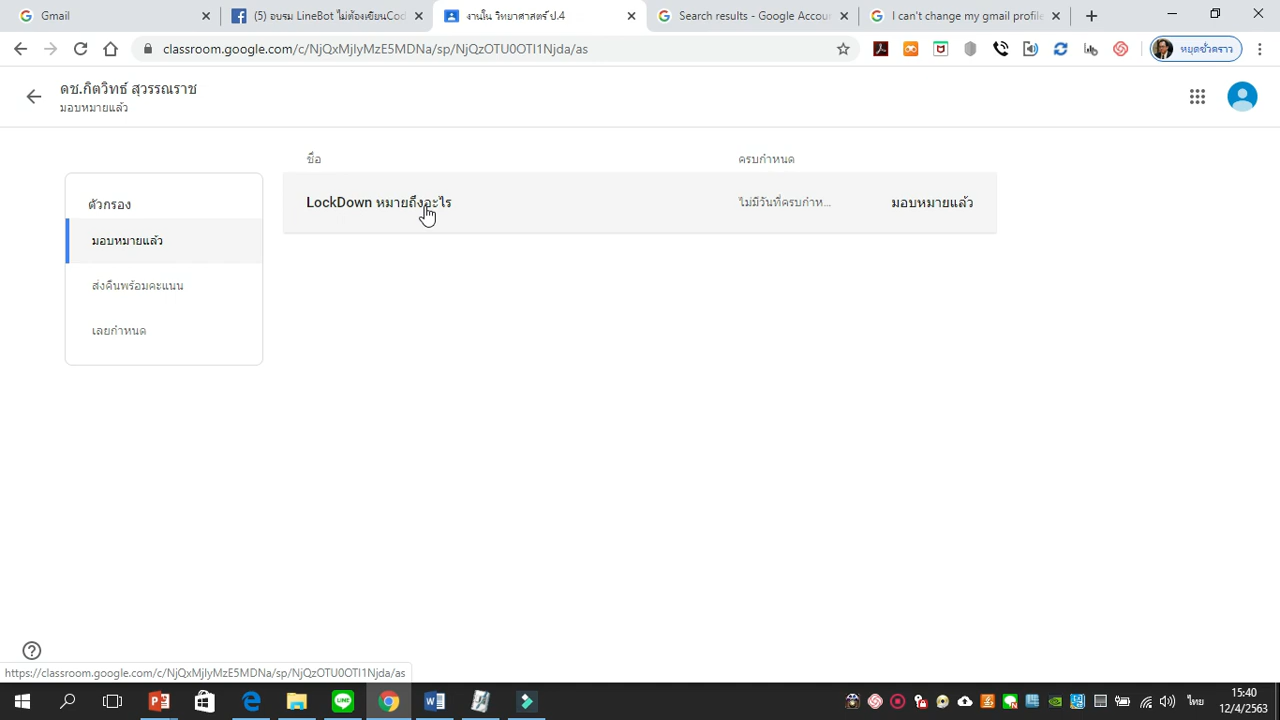 Gmail
(5) อบรม LineBot ไม่ต้องเขียนCod
งานใน วิทยาศาสตร์ ป.4
Search results - Google Accou
I can't change my gmail profile
classroom.google.com/c/NjQxMjIyMzE5MDNa/sp/NjQzOTU0OTI1Njda/as
หยุดชั่วคราว
ดช.กิตวิทธ์ สุวรรณราช
มอบหมายแล้ว
ชื่อ
ครบกำหนด
ตัวกรอง
LockDown หมายถึงอะไร
ไม่มีวันที่ครบกำห...
มอบหมายแล้ว
มอบหมายแล้ว
ส่งคืนพร้อมคะแนน
เลยกำหนด
https://classroom.google.com/c/NjQxMjIyMzE5MDNa/sp/NjQzOTU0OTI1Njda/as
ไทย
15:40
12/4/2563